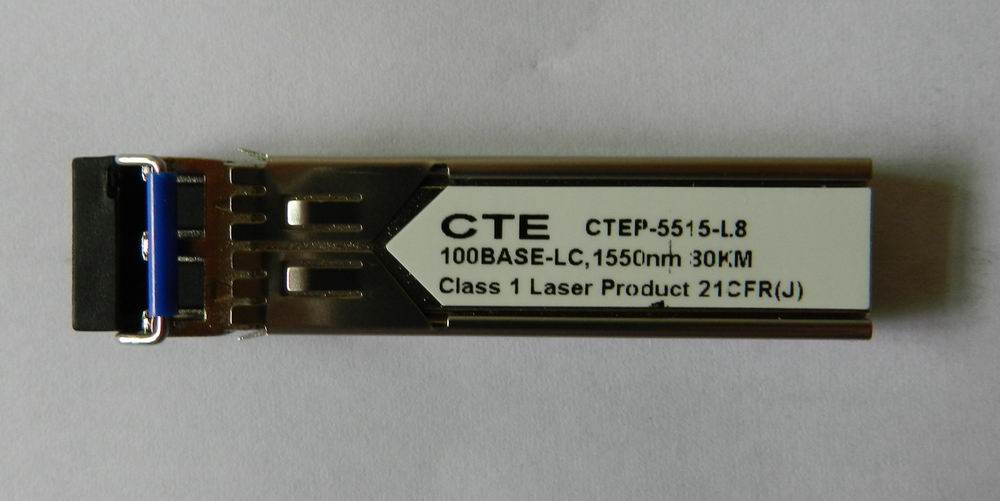 CTE CTEP-5515-L8
100BASE-LC,1550nm 80KM
Class 1 Laser Product 21CFR(J)